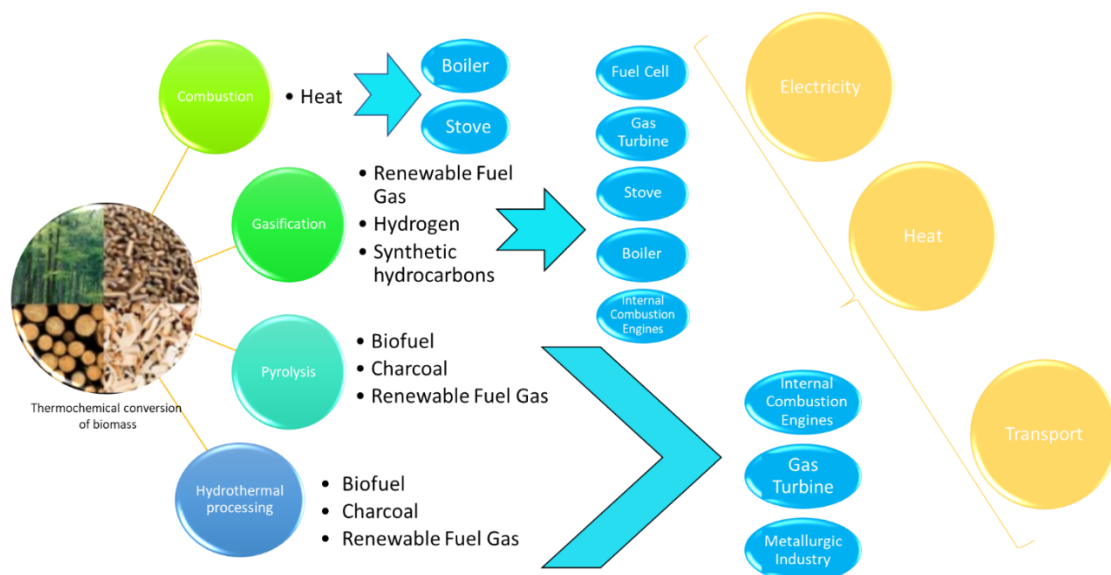 Combustion
• Heat
Boiler
Stove
Gasification
• Renewable Fuel
Gas
• Hydrogen
• Synthetic
hydrocarbons
Fuel Cell
Gas
Turbine
Stove
Boiler
Internal
Combustion
Engines
Thermochemical conversion
of biomass
Pyrolysis
• Biofuel
• Charcoal
• Renewable Fuel Gas
Hydrothermal
processing
• Biofuel
• Charcoal
• Renewable Fuel Gas
Internal
Combustion
Engines
Gas
Turbine
Metallurgic
Industry
Electricity
Heat
Transport